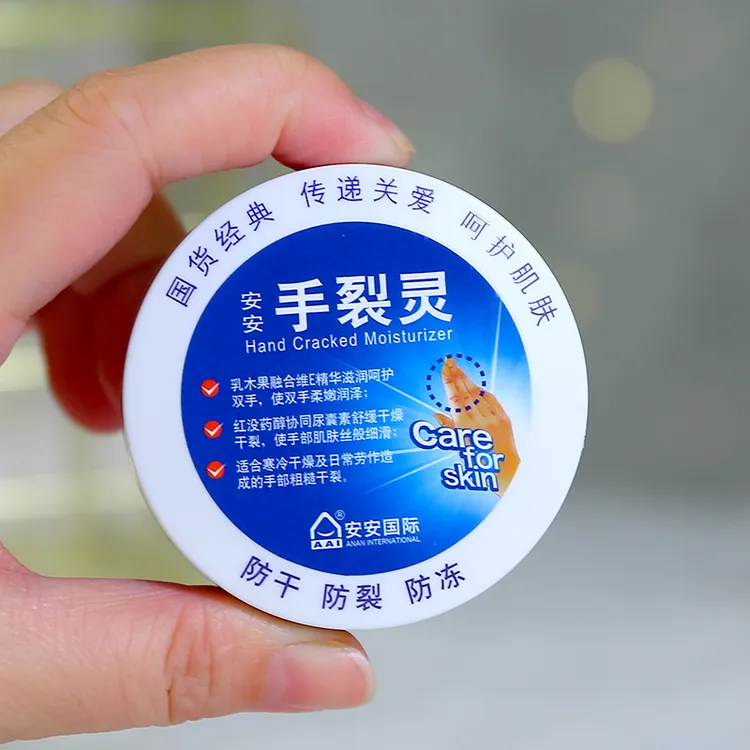 国货经典 传递关爱 呵护肌肤
安安
手裂灵
Hand Cracked Moisturizer
乳木果融合维E精华滋润呵护
双手，使双手柔嫩润泽；
红没药醇协同尿囊素舒缓干燥
干裂，使手部肌肤丝般细滑；
适合寒冷干燥及日常劳作造
成的手部粗糙干裂。
Care
for
skin
AAI
®
安安国际
ANAN INTERNATIONAL
防干 防裂 防冻